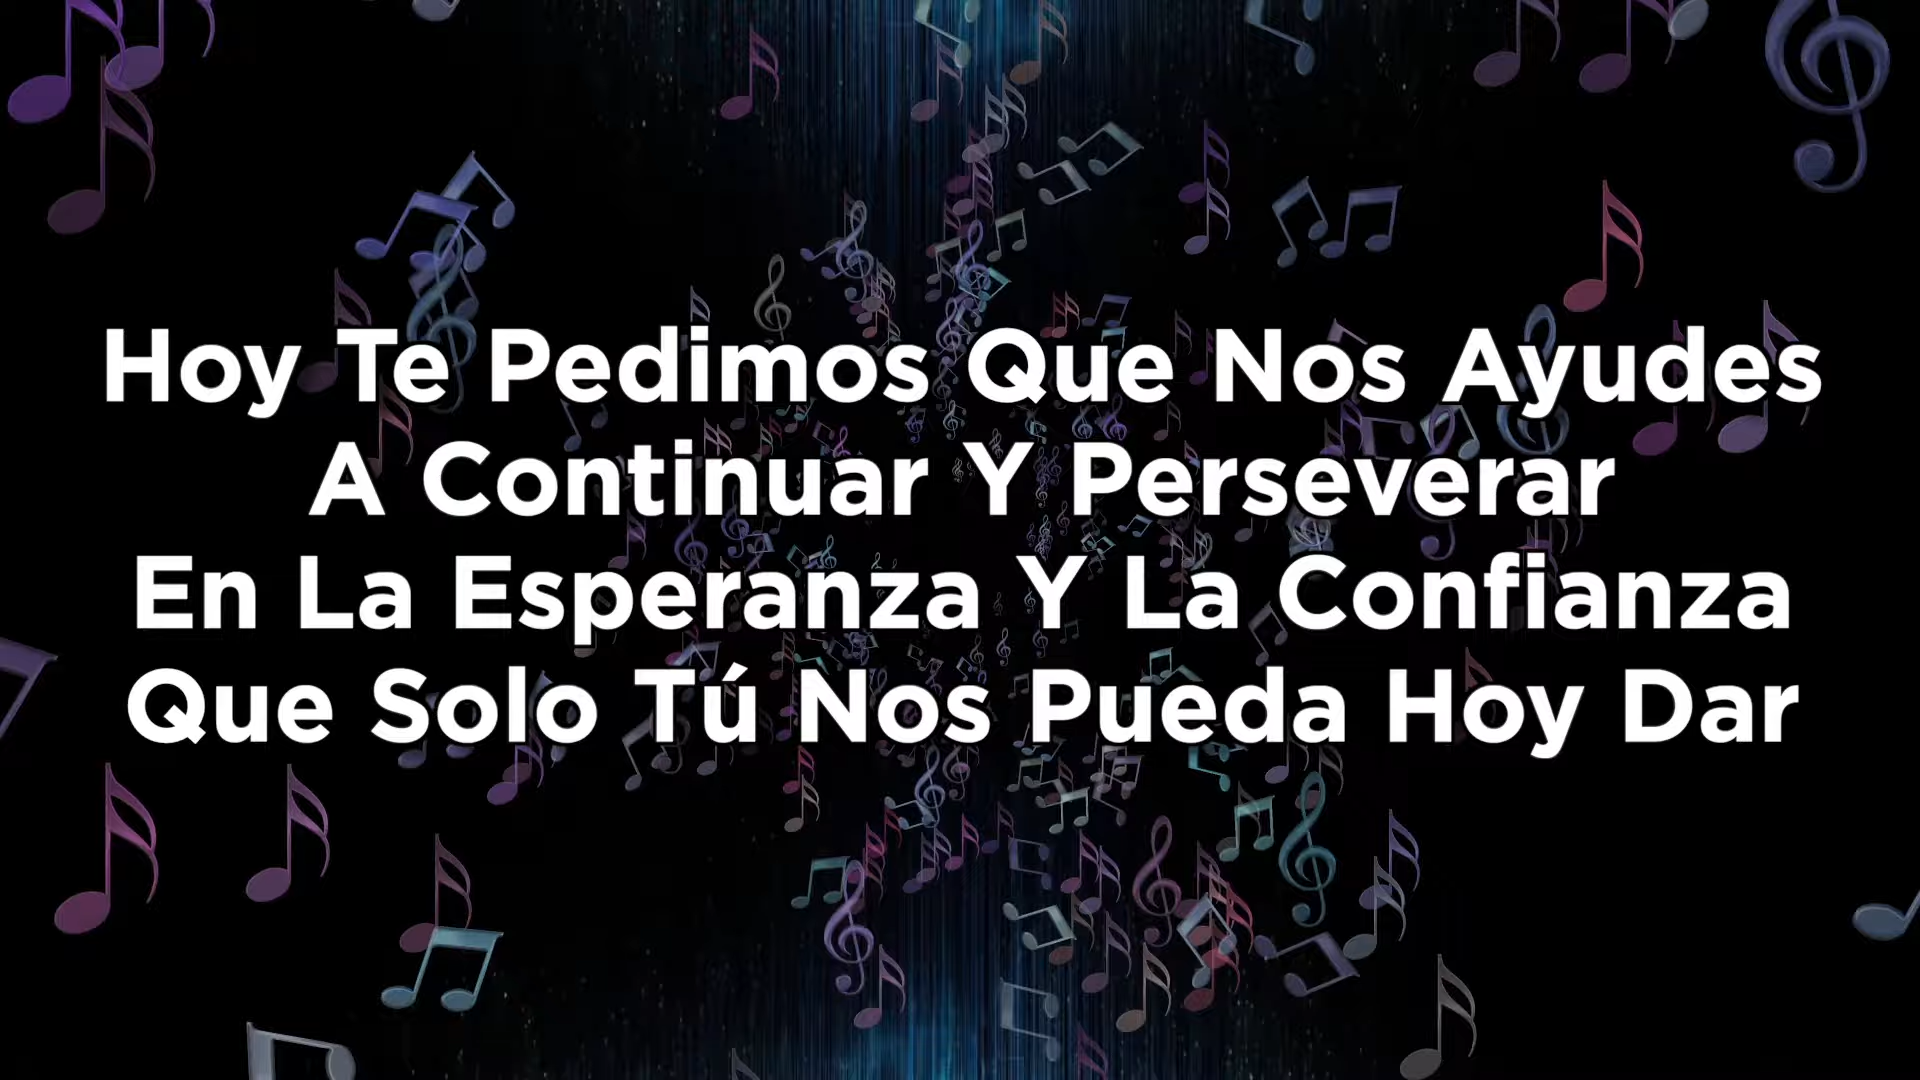 Hoy Te Pedimos Que Nos Ayudes
A Continuar Y Perseverar
En La Esperanza Y La Confianza
Que Solo Tú Nos Pueda Hoy Dar